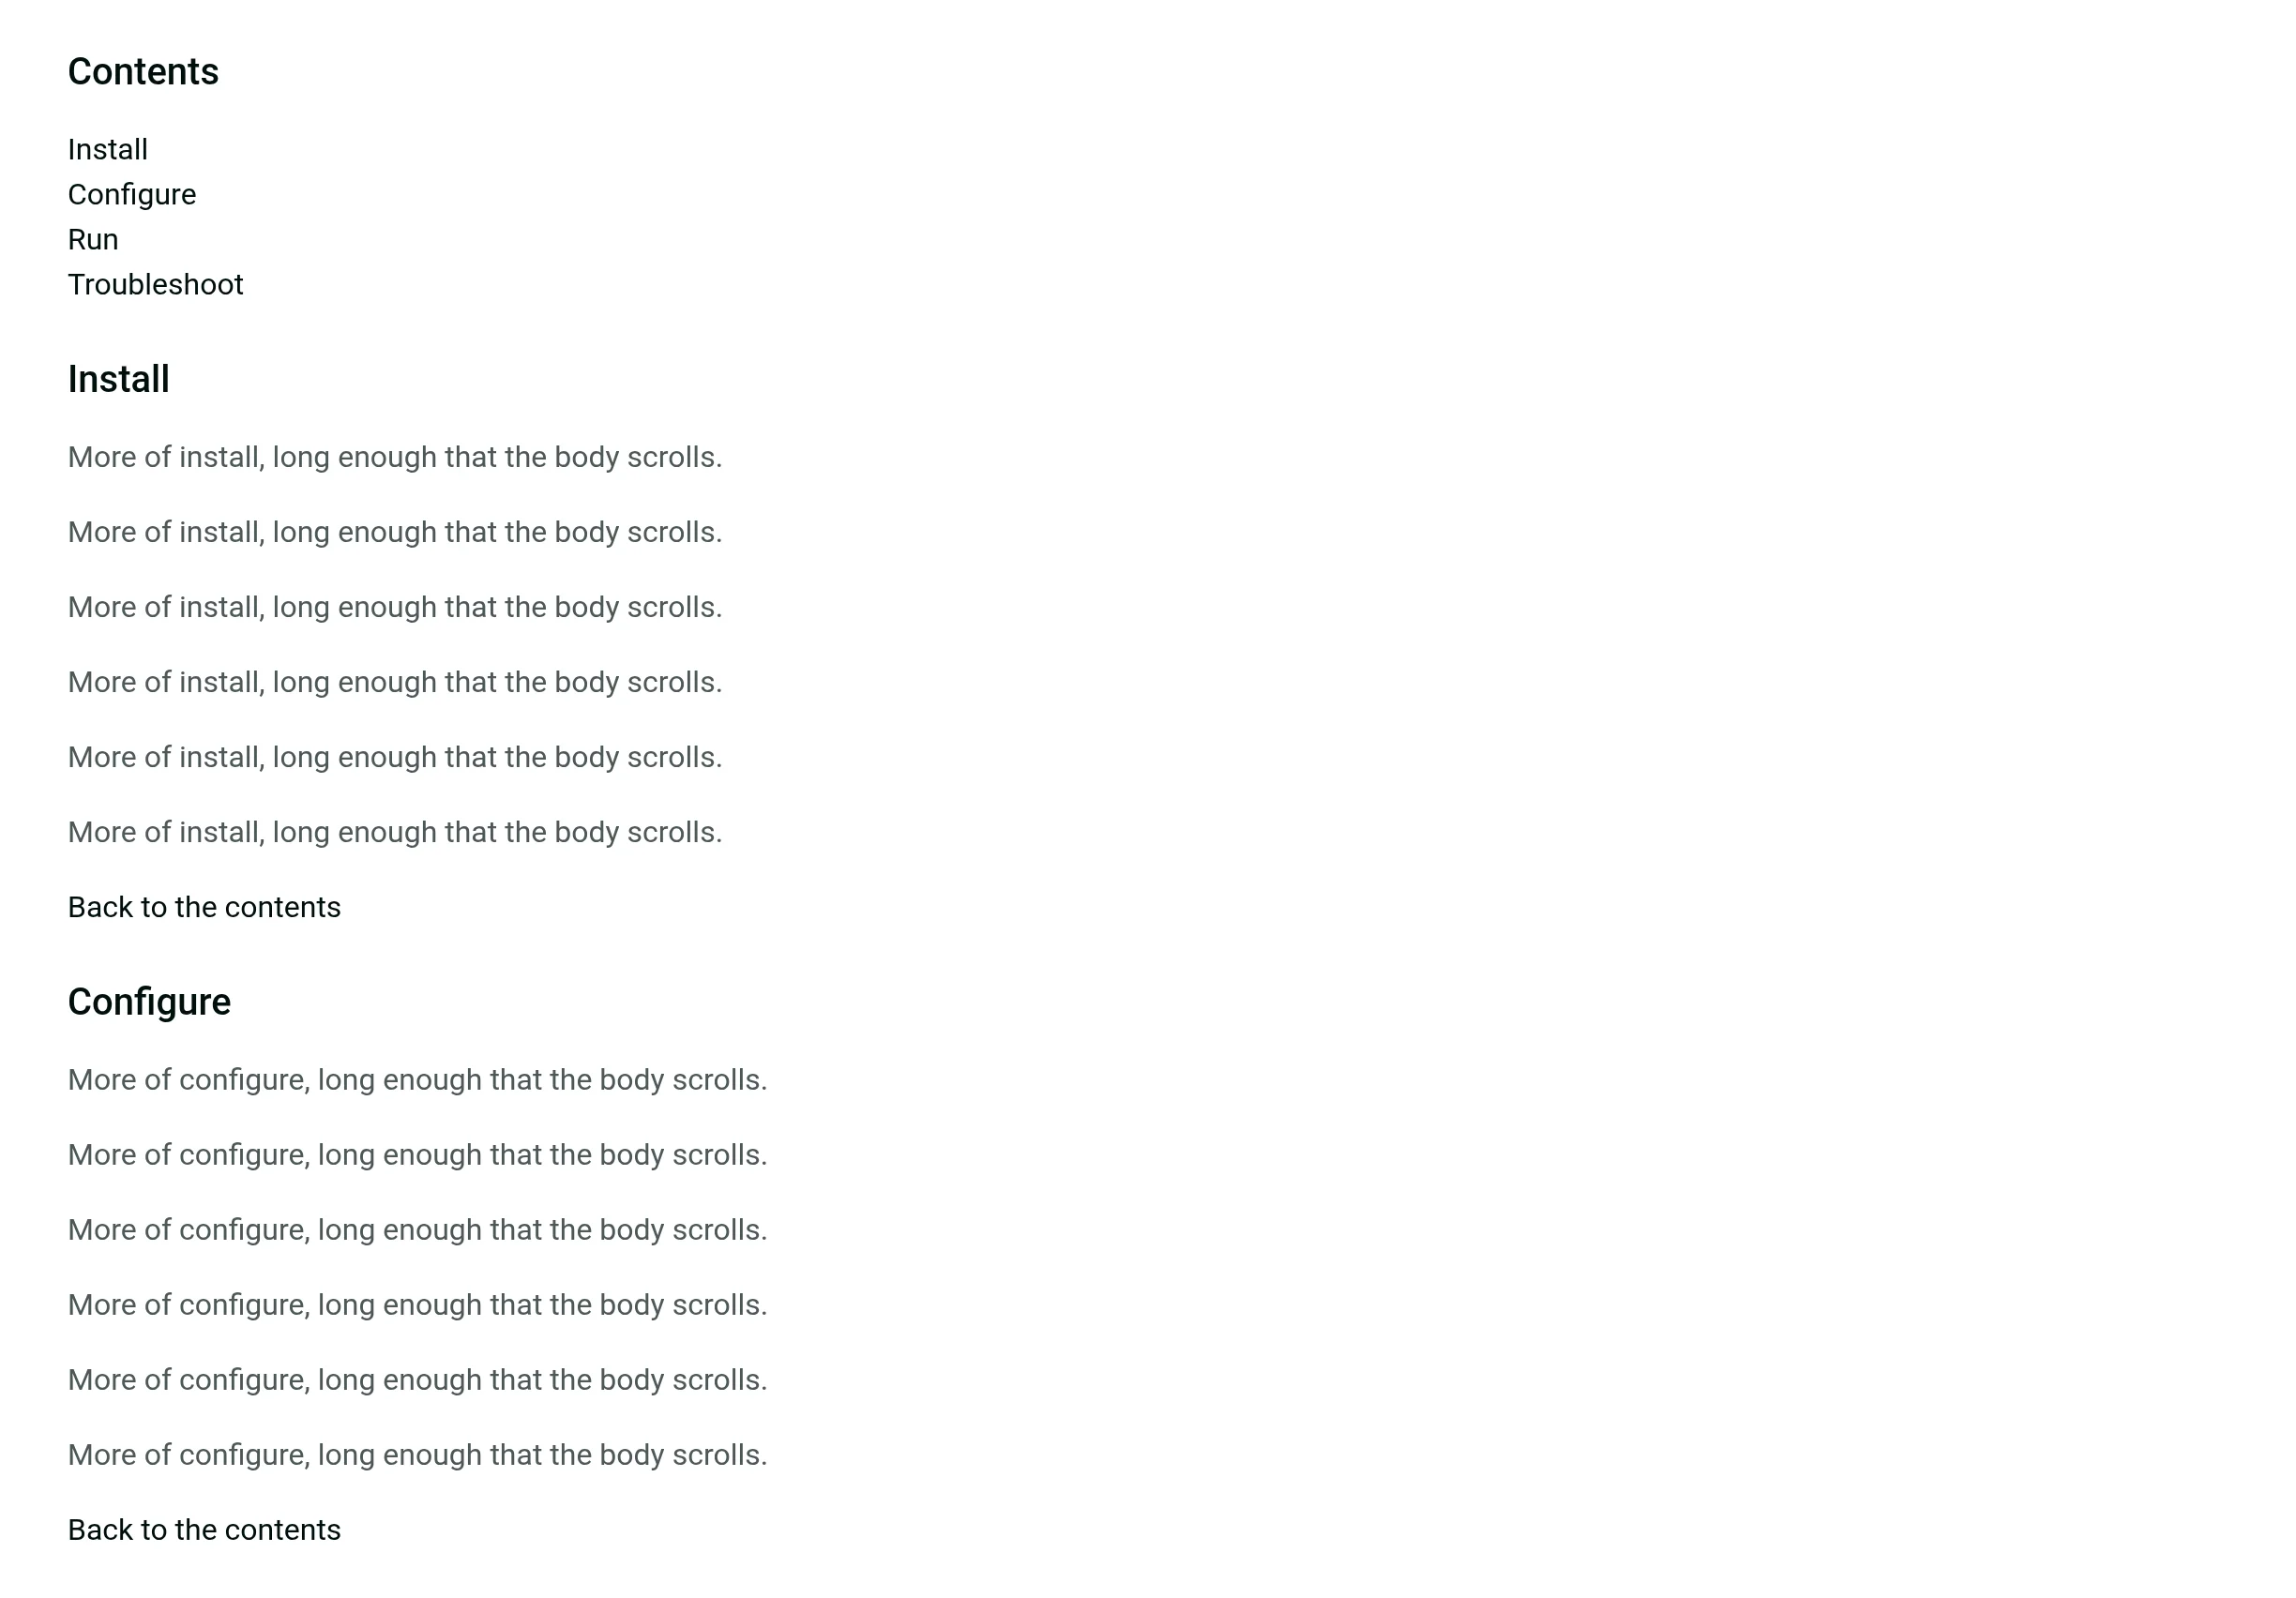 Contents
Install
Configure
Run
Troubleshoot
Install
More of install, long enough that the body scrolls.
More of install, long enough that the body scrolls.
More of install, long enough that the body scrolls.
More of install, long enough that the body scrolls.
More of install, long enough that the body scrolls.
More of install, long enough that the body scrolls.
Back to the contents
Configure
More of configure, long enough that the body scrolls.
More of configure, long enough that the body scrolls.
More of configure, long enough that the body scrolls.
More of configure, long enough that the body scrolls.
More of configure, long enough that the body scrolls.
More of configure, long enough that the body scrolls.
Back to the contents